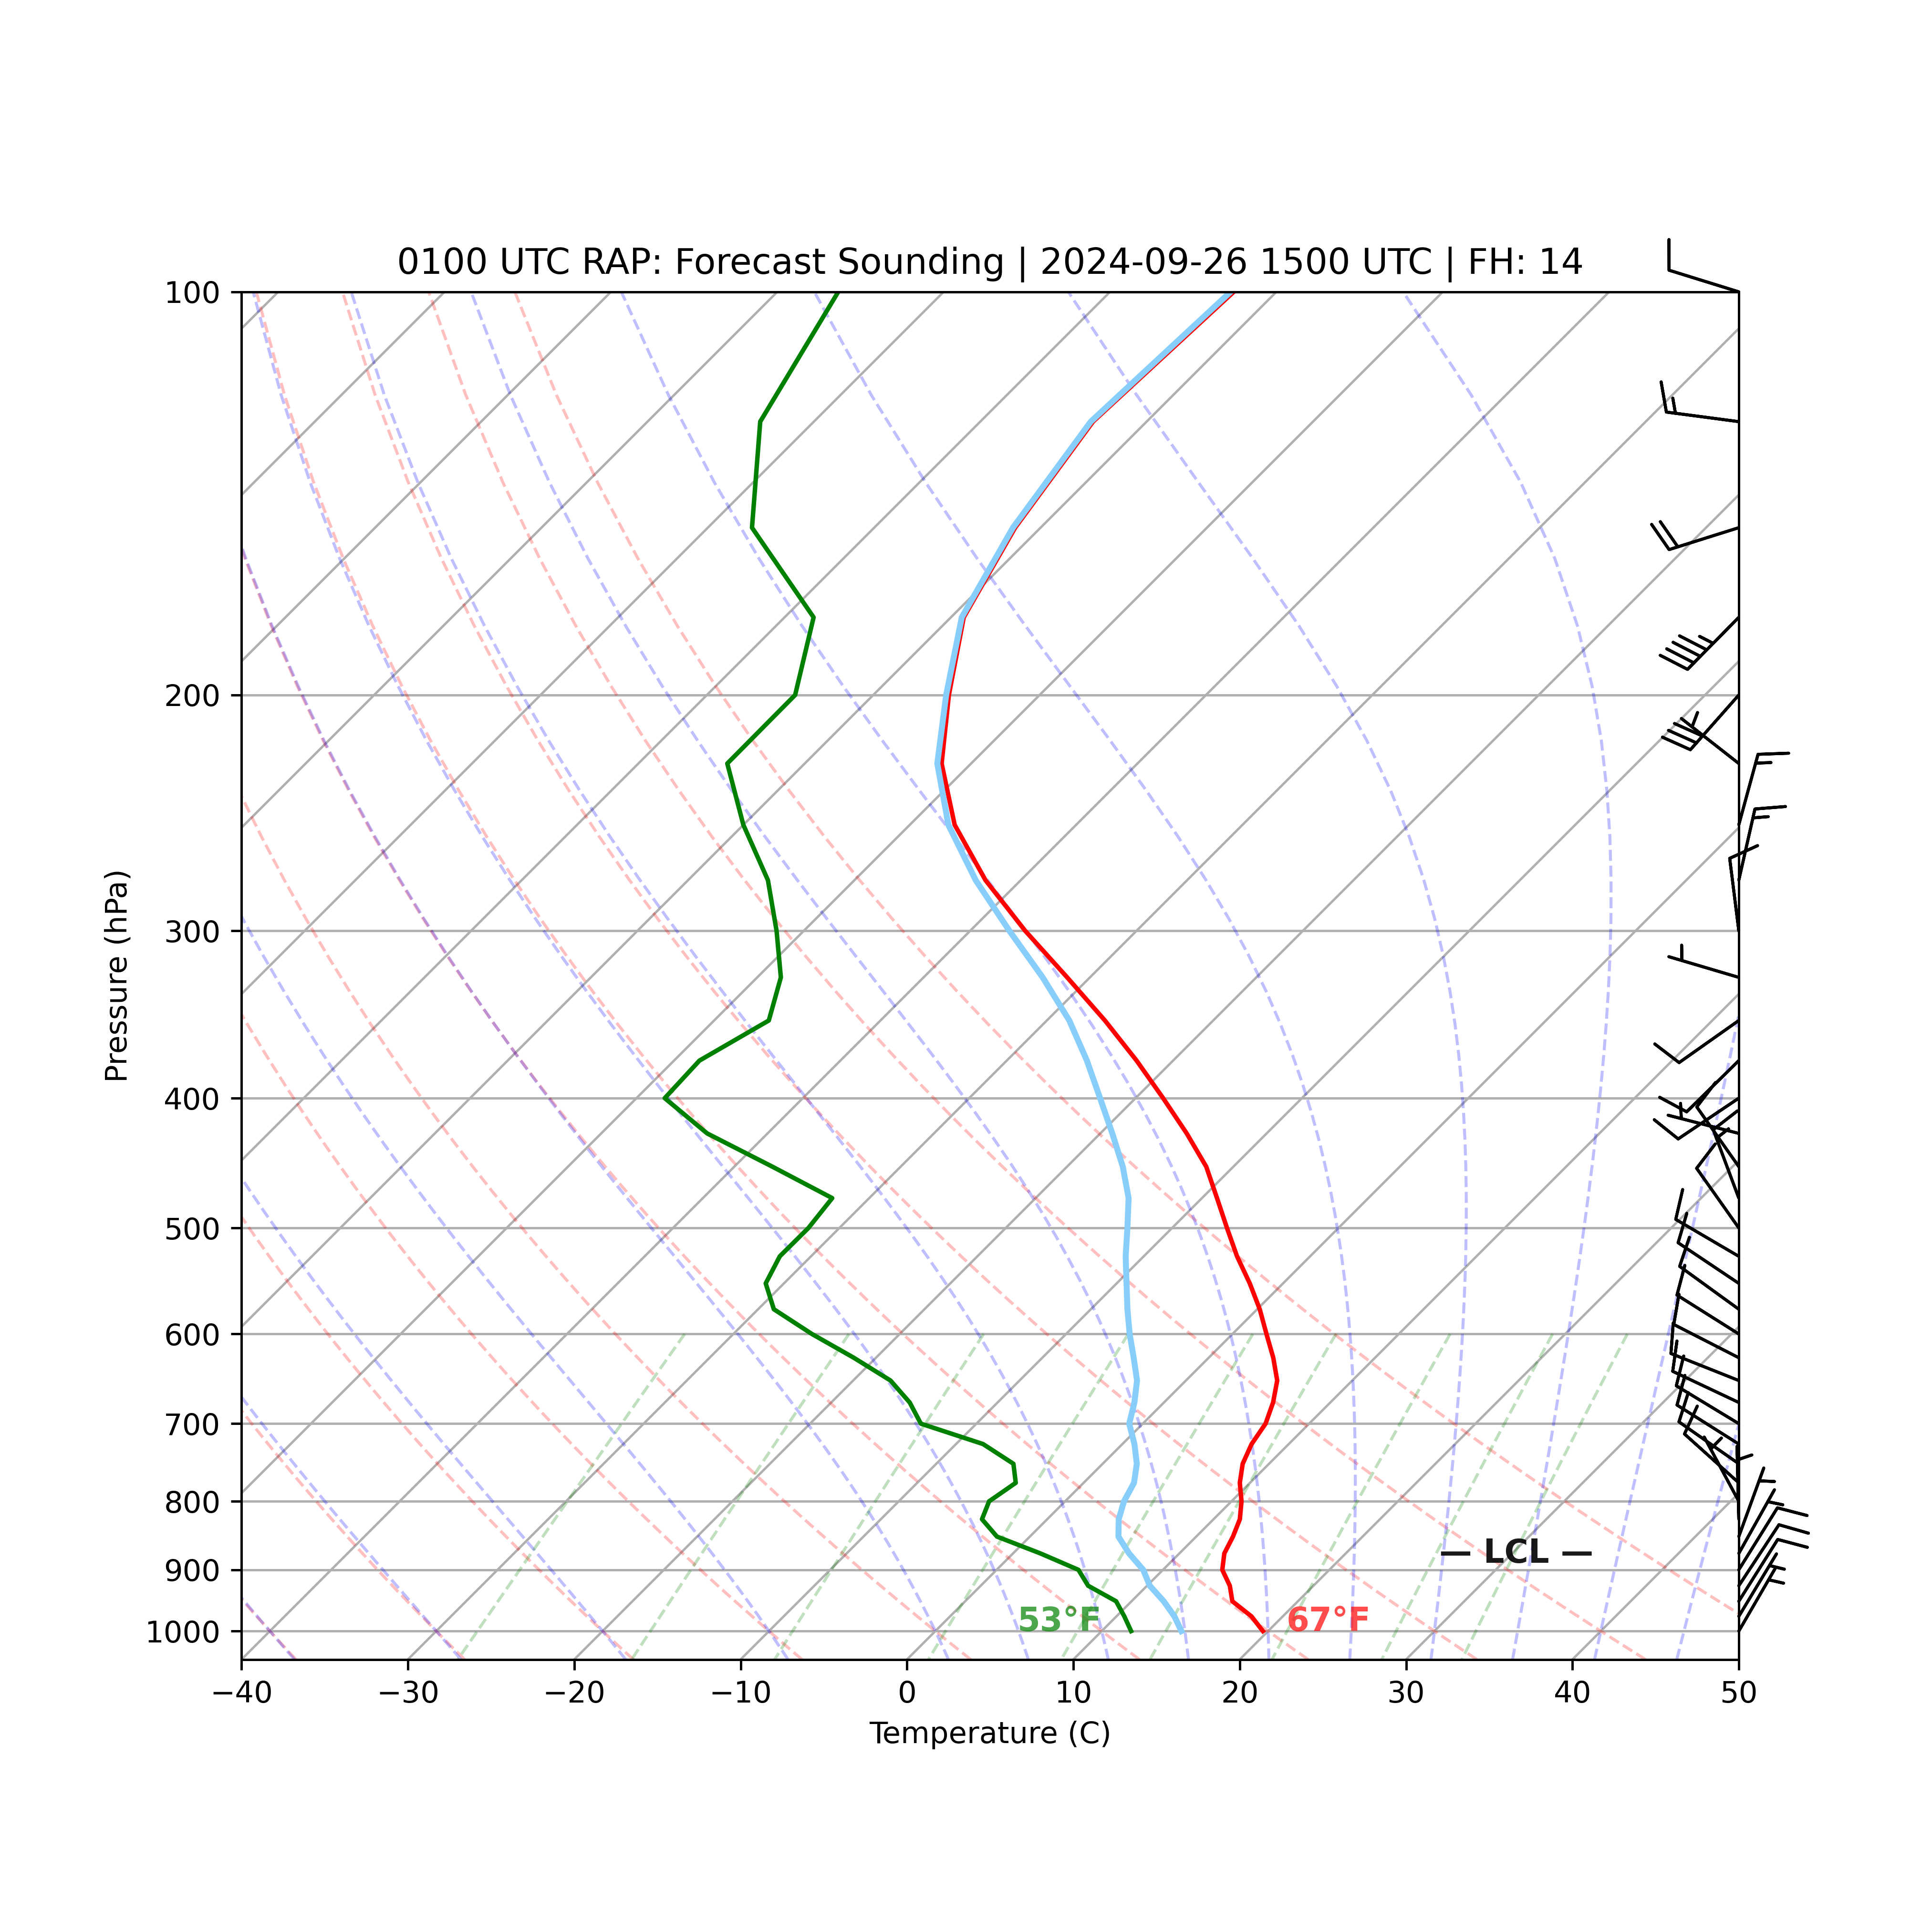 0100 UTC RAP: Forecast Sounding | 2024-09-26 1500 UTC | FH: 14
100
200
300
400
500
600
700
800
900
1000
Pressure (hPa)
— LCL —
53°F
67°F
−40 −30 −20 −10 0 10 20 30 40 50
Temperature (C)